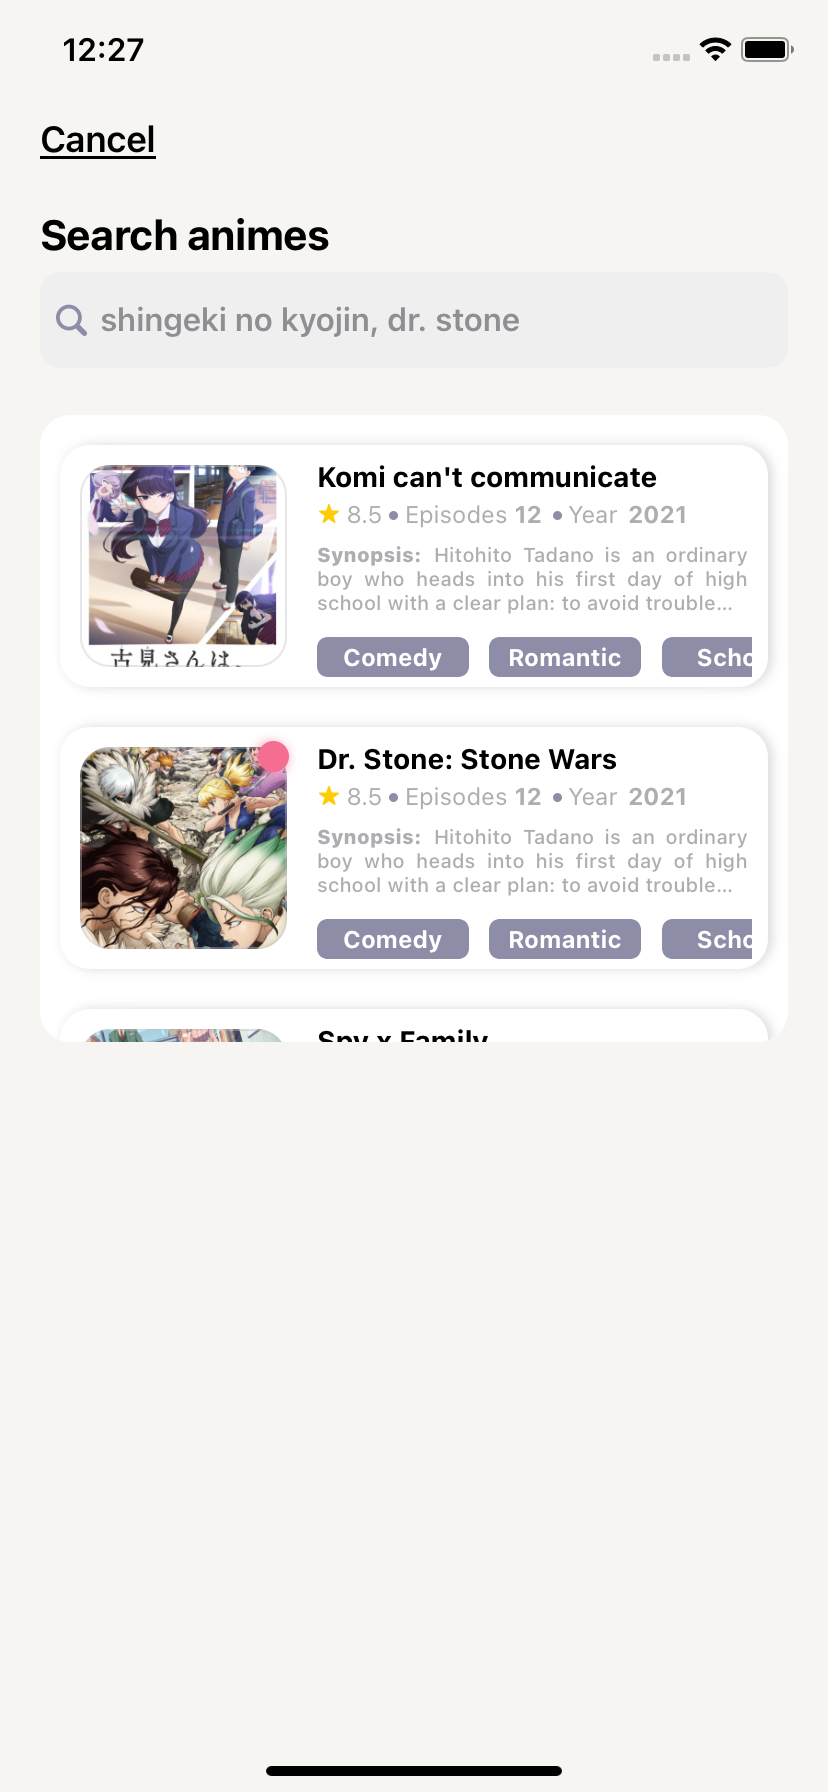 12:27
Cancel
Search animes
shingeki no kyojin, dr. stone
Komi can't communicate
8.5 • Episodes 12 • Year 2021
Synopsis: Hitohito Tadano is an ordinary
boy who heads into his first day of high
school with a clear plan: to avoid trouble...
古見さんは、
Comedy Romantic Scho
Dr. Stone: Stone Wars
8.5 • Episodes 12 • Year 2021
Synopsis: Hitohito Tadano is an ordinary
boy who heads into his first day of high
school with a clear plan: to avoid trouble...
Comedy Romantic Scho
Spy x Family